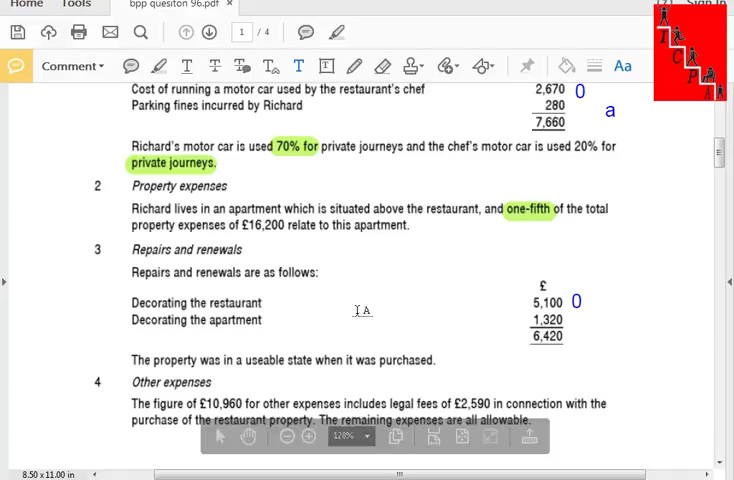 Home Tools bpp quesiton 96.pdf × Sign In
1 / 4
Comment Aa
I
C
P
A
Cost of running a motor car used by the restaurant's chef 2,670 0
Parking fines incurred by Richard 280 a
7,660
Richard's motor car is used 70% for private journeys and the chef's motor car is used 20% for
private journeys.
2 Property expenses
Richard lives in an apartment which is situated above the restaurant, and one-fifth of the total
property expenses of £16,200 relate to this apartment.
3 Repairs and renewals
Repairs and renewals are as follows:
£
Decorating the restaurant 5,100 0
Decorating the apartment 1,320
6,420
The property was in a useable state when it was purchased.
4 Other expenses
The figure of £10,960 for other expenses includes legal fees of £2,590 in connection with the
purchase of the restaurant property. The remaining expenses are all allowable.
120%
8.50 x 11.00 in